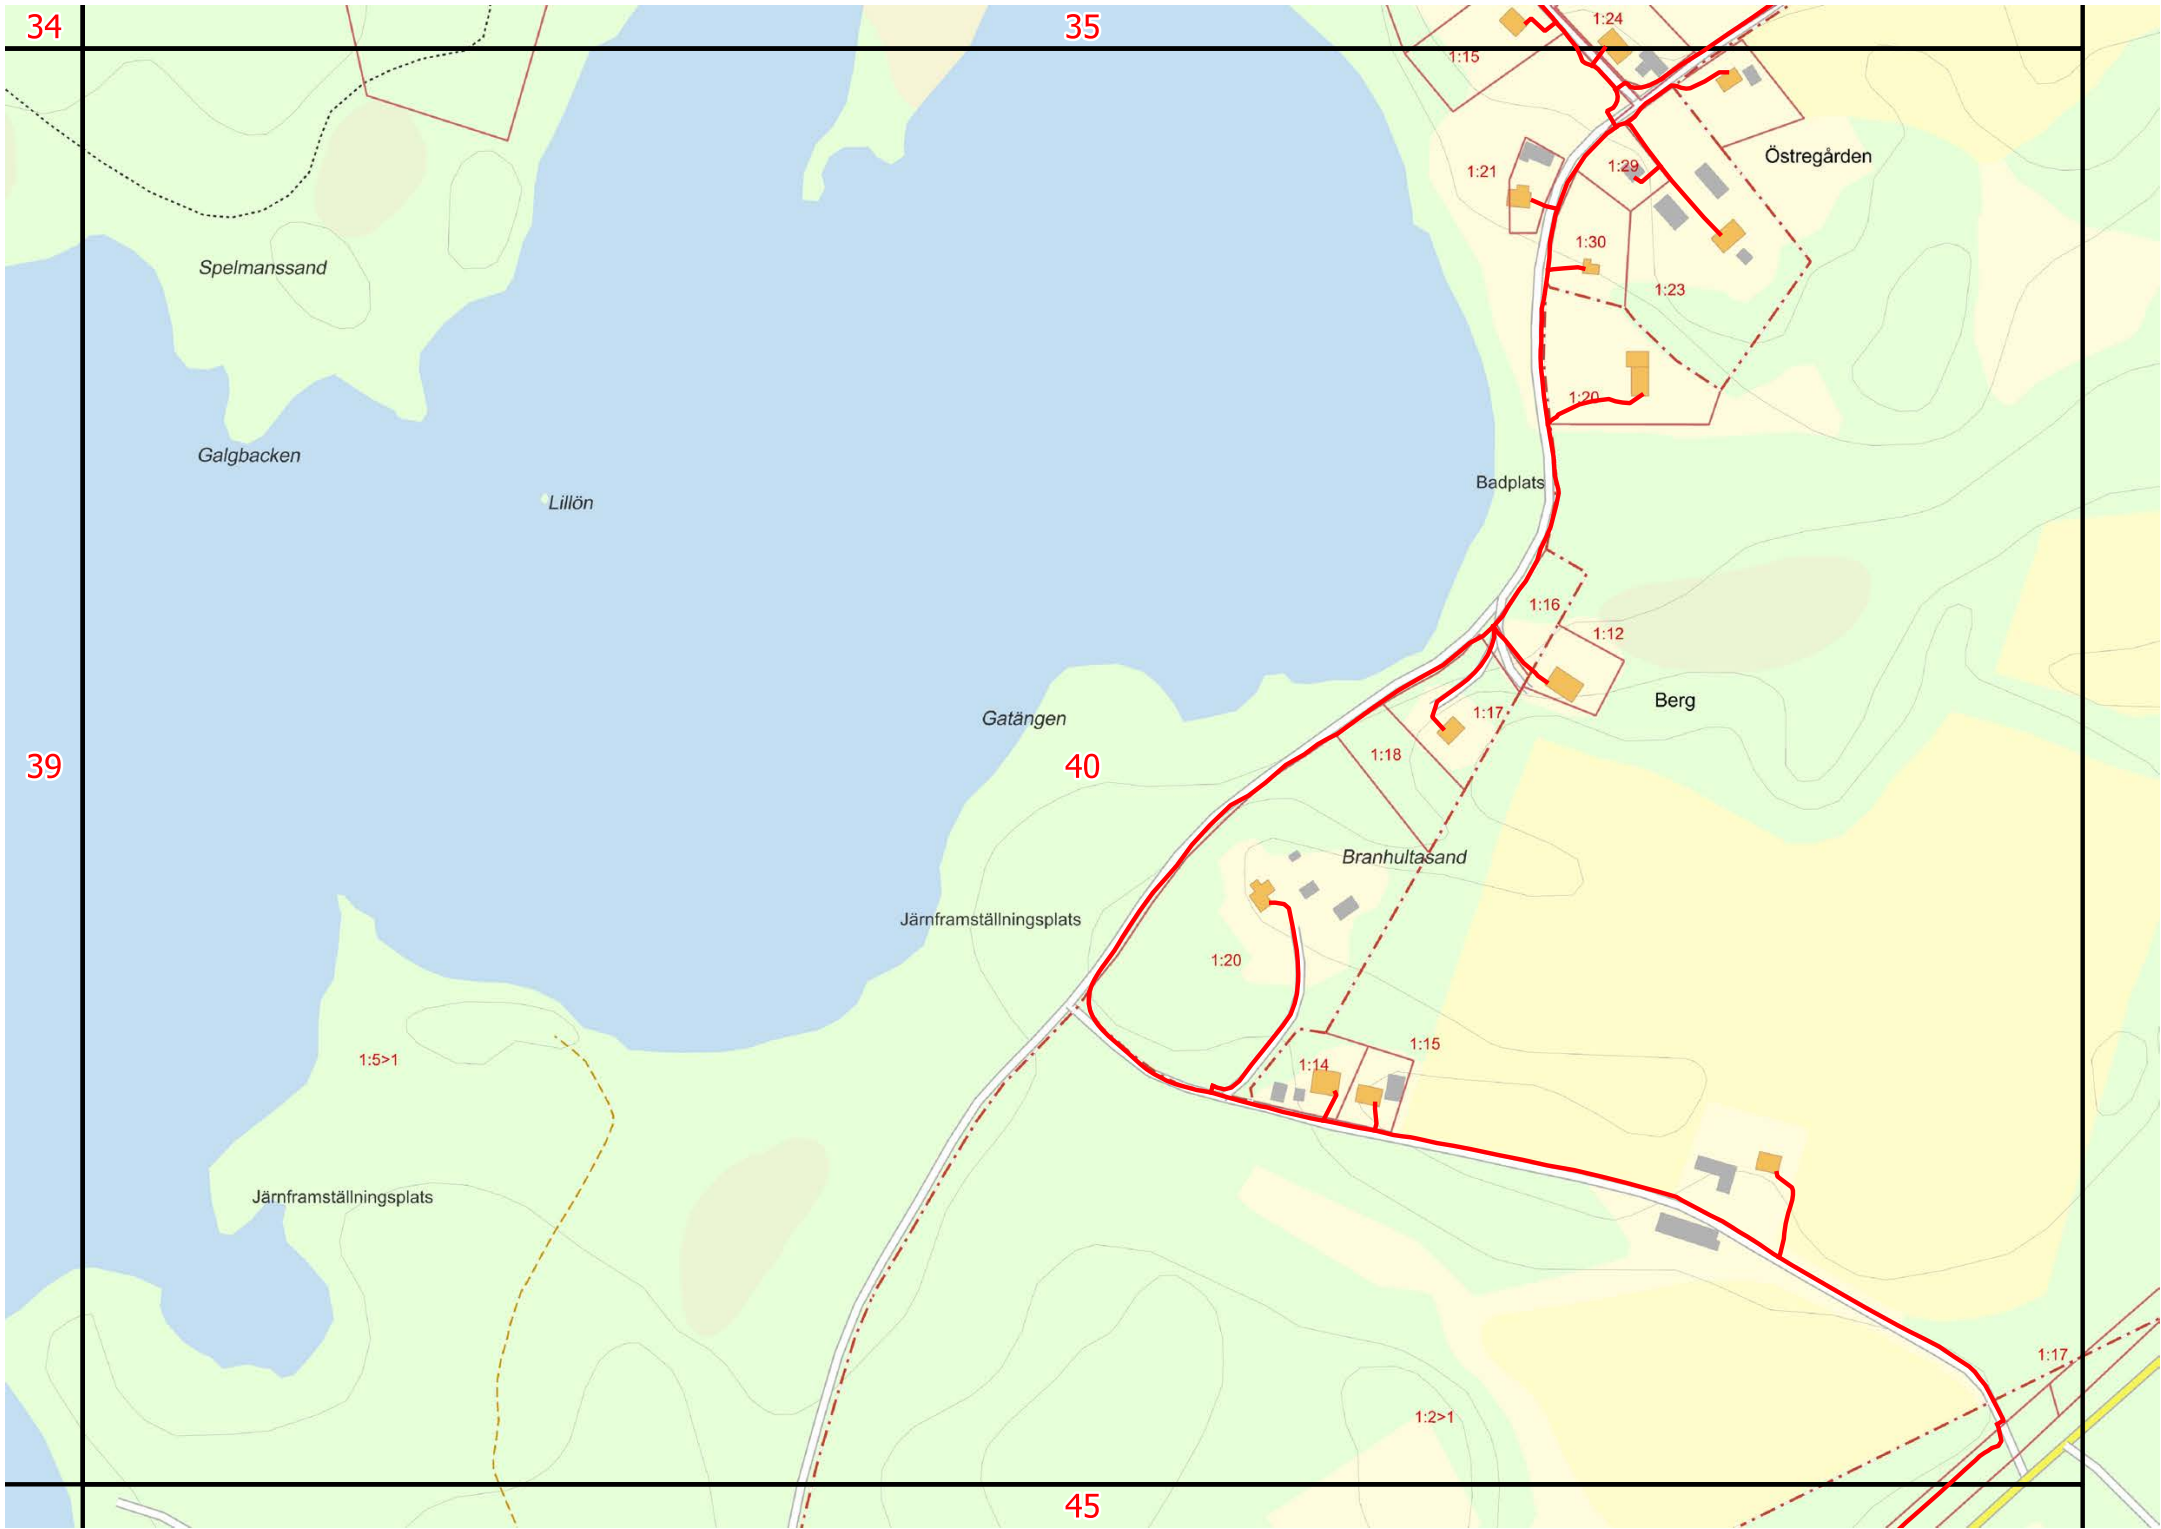 34
35
1:24
1:15
Östregården
1:29
1:21
1:30
Spelmanssand
1:23
1:20
Galgbacken
Badplats
Lillön
1:16
1:12
Berg
1:17
Gatängen
1:18
39
40
Branhultasand
Järnframställningsplats
1:20
1:15
1:5>1
1:14
Järnframställningsplats
1:17
1:2>1
45